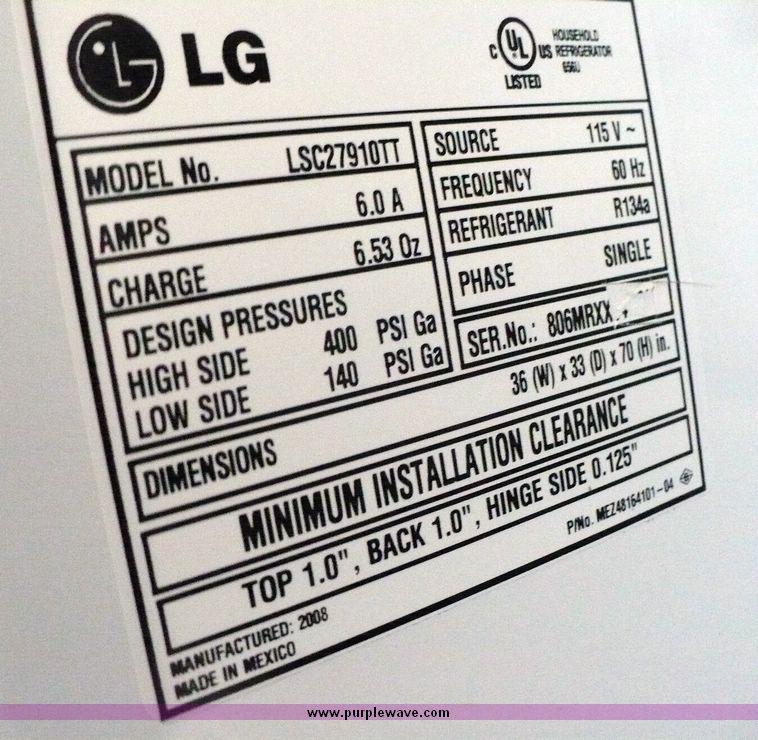 LG
C UL US LISTED
HOUSEHOLD
REFRIGERATOR
656U
MODEL No. LSC27910TT
AMPS 6.0 A
CHARGE 6.53 Oz
DESIGN PRESSURES
HIGH SIDE 400 PSI Ga
LOW SIDE 140 PSI Ga
SOURCE 115 V ~
FREQUENCY 60 Hz
REFRIGERANT R134a
PHASE SINGLE
SER.No.: 806MRXX
DIMENSIONS 36 (W) x 33 (D) x 70 (H) in.
MINIMUM INSTALLATION CLEARANCE
TOP 1.0", BACK 1.0", HINGE SIDE 0.125"
P/No. MEZ48164101-04
MANUFACTURED: 2008
MADE IN MEXICO
www.purplewave.com